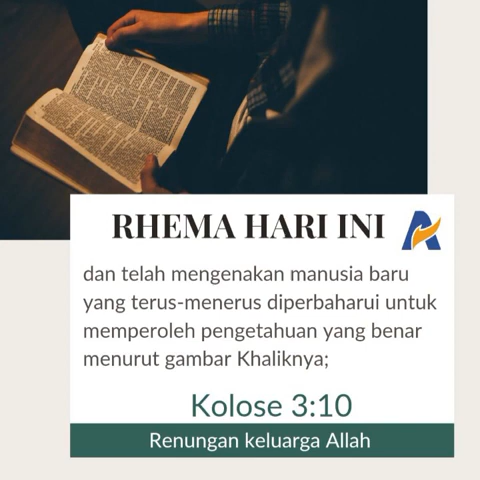 RHEMA HARI INI
dan telah mengenakan manusia baru
yang terus-menerus diperbaharui untuk
memperoleh pengetahuan yang benar
menurut gambar Khaliknya;
Kolose 3:10
Renungan keluarga Allah